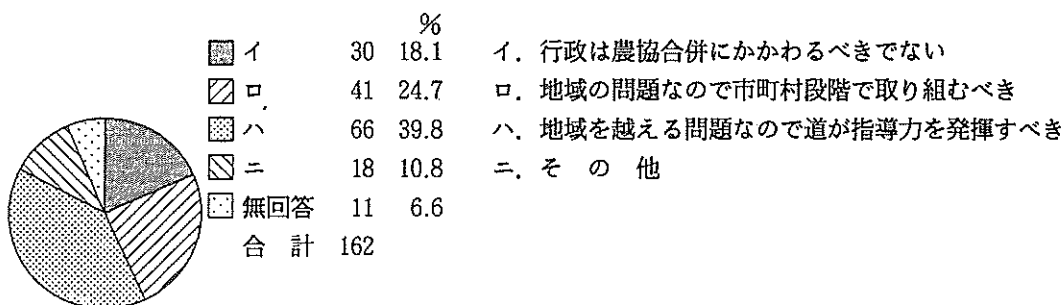 %
イ 30 18.1 イ．行政は農協合併にかかわるべきでない
ロ 41 24.7 ロ．地域の問題なので市町村段階で取り組むべき
ハ 66 39.8 ハ．地域を越える問題なので道が指導力を発揮すべき
ニ 18 10.8 ニ．そ の 他
無回答 11 6.6
合 計 162